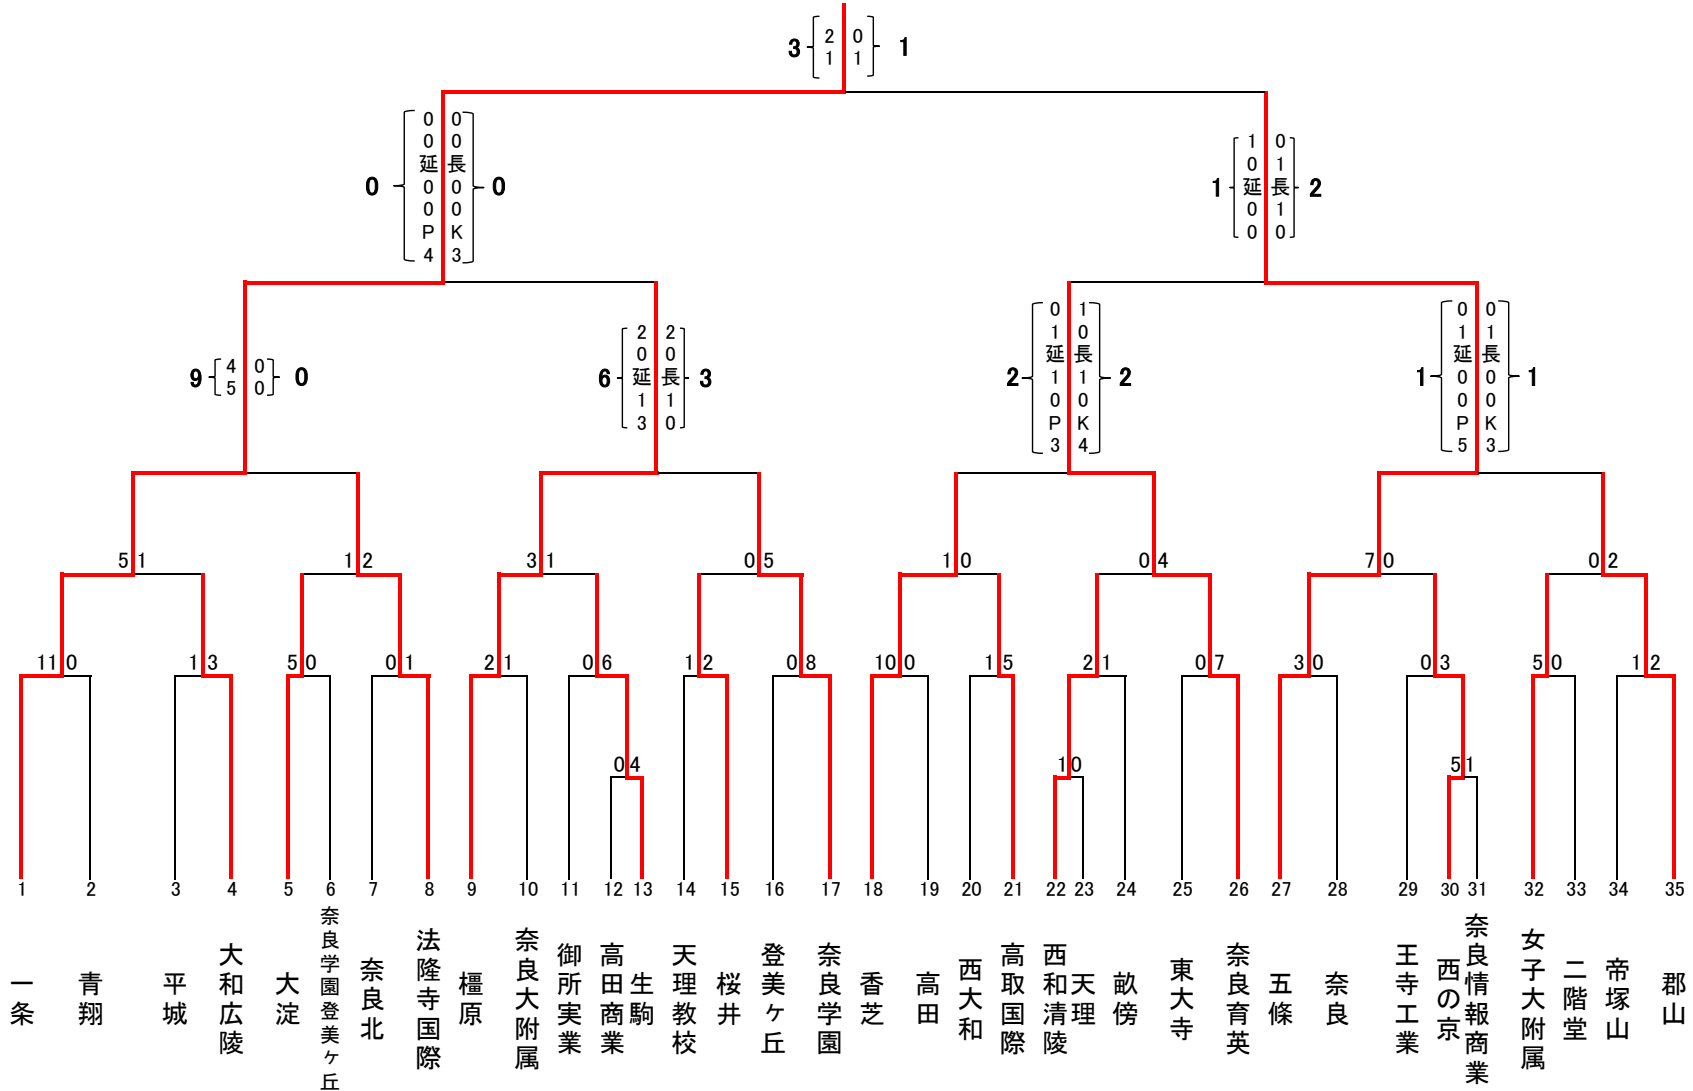 3 2 0 1
1 1
0 0
0 0
延 長
0 0 0 0
0 0
P K
4 3
1 0
0 1
1 延 長 2
0 1
0 0
2 2
0 0
延 長
6 3
1 1
3 0
4 0
9 0
5 0
0 1
1 0
延 長
2 1 1 2
0 0
P K
3 4
0 0
1 1
延 長
1 0 0 1
0 0
P K
5 3
5 1
1 2
3 1
0 5
1 0
0 4
7 0
0 2
11 0
1 3
5 0
0 1
2 1
0 6
1 2
0 8
10 0
1 5
2 1
0 7
3 0
0 3
5 0
1 2
0 4
1 0
5 1
1 2 3 4 5 6 7 8 9 10 11 12 13 14 15 16 17 18 19 20 21 22 23 24 25 26 27 28 29 30 31 32 33 34 35
一条
青翔
平城
大和広陵
大淀
奈良学園登美ヶ丘
奈良北
法隆寺国際
橿原
奈良大附属
御所実業
高田商業
生駒
天理教校
桜井
登美ヶ丘
奈良学園
香芝
高田
西大和
高取国際
西和清陵
天理
畝傍
東大寺
奈良育英
五條
奈良
王寺工業
西の京
奈良情報商業
女子大附属
二階堂
帝塚山
郡山